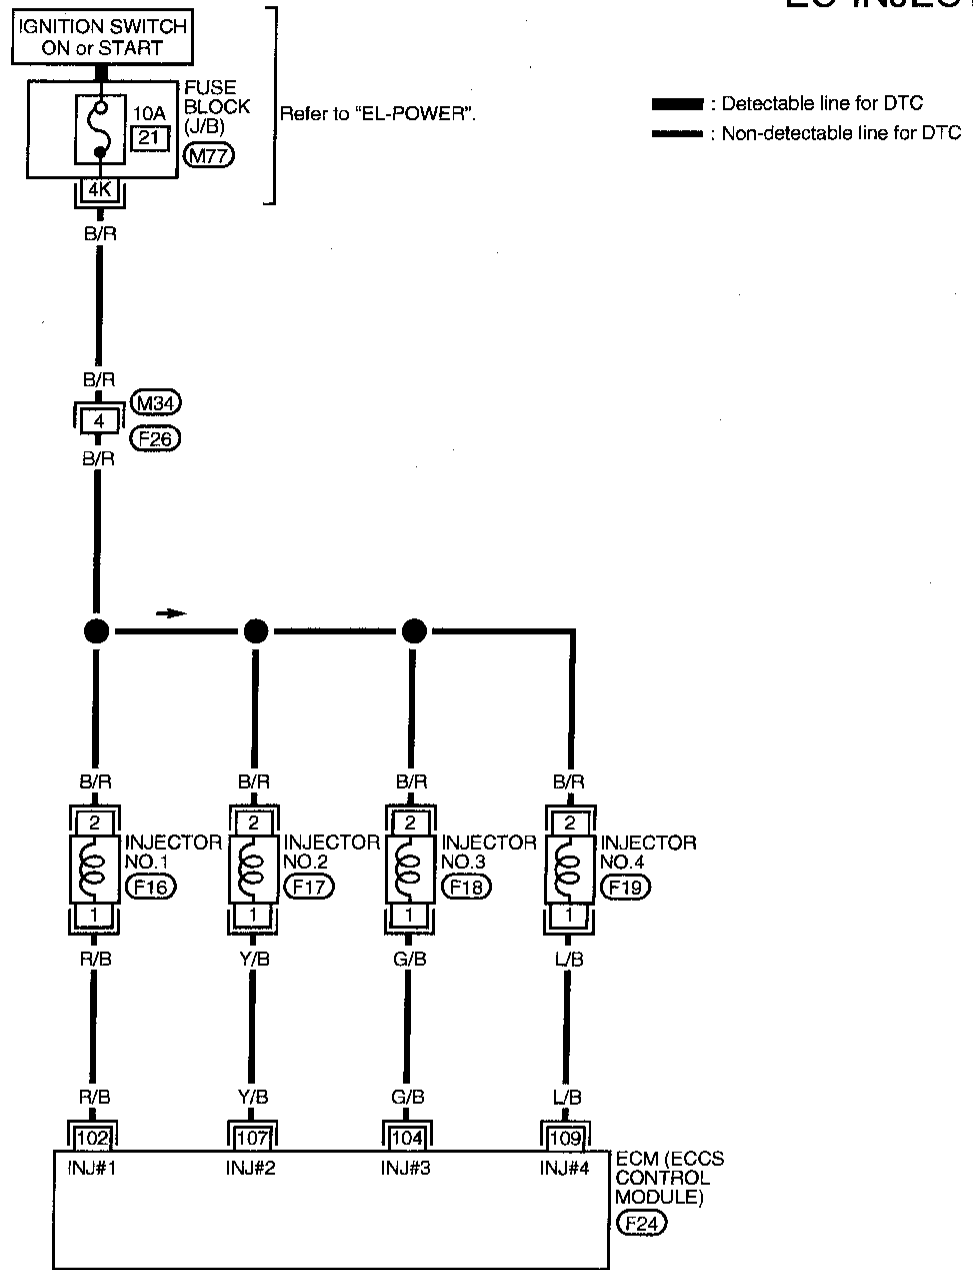 IGNITION SWITCH
ON or START
FUSE
BLOCK
(J/B)
M77
10A
21
Refer to "EL-POWER".
: Detectable line for DTC
: Non-detectable line for DTC
4K
B/R
B/R
4
M34
F26
B/R
B/R B/R B/R B/R
2 2 2 2
INJECTOR
NO.1
F16
INJECTOR
NO.2
F17
INJECTOR
NO.3
F18
INJECTOR
NO.4
F19
1 1 1 1
R/B Y/B G/B L/B
R/B Y/B G/B L/B
102 107 104 109
INJ#1 INJ#2 INJ#3 INJ#4
ECM (ECCS
CONTROL
MODULE)
F24